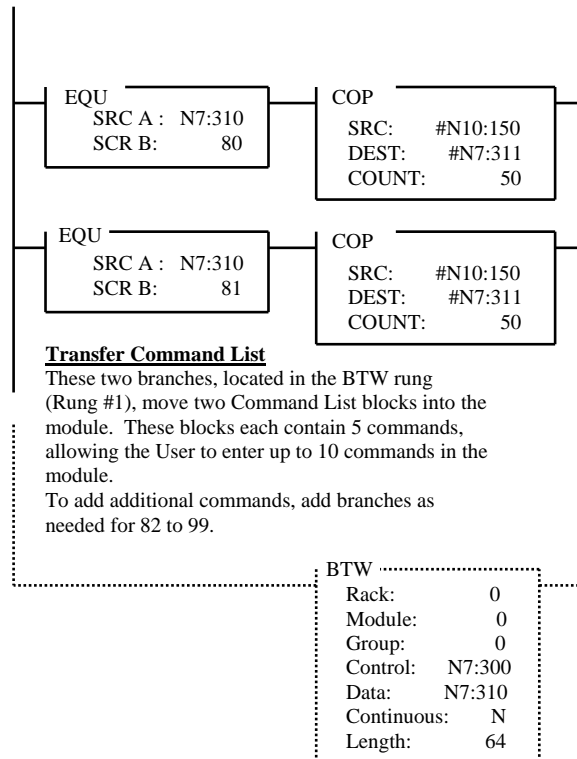 EQU
SRC A : N7:310
SCR B: 80
COP
SRC: #N10:150
DEST: #N7:311
COUNT: 50
EQU
SRC A : N7:310
SCR B: 81
COP
SRC: #N10:150
DEST: #N7:311
COUNT: 50
Transfer Command List
These two branches, located in the BTW rung
(Rung #1), move two Command List blocks into the
module. These blocks each contain 5 commands,
allowing the User to enter up to 10 commands in the
module.
To add additional commands, add branches as
needed for 82 to 99.
BTW
Rack: 0
Module: 0
Group: 0
Control: N7:300
Data: N7:310
Continuous: N
Length: 64